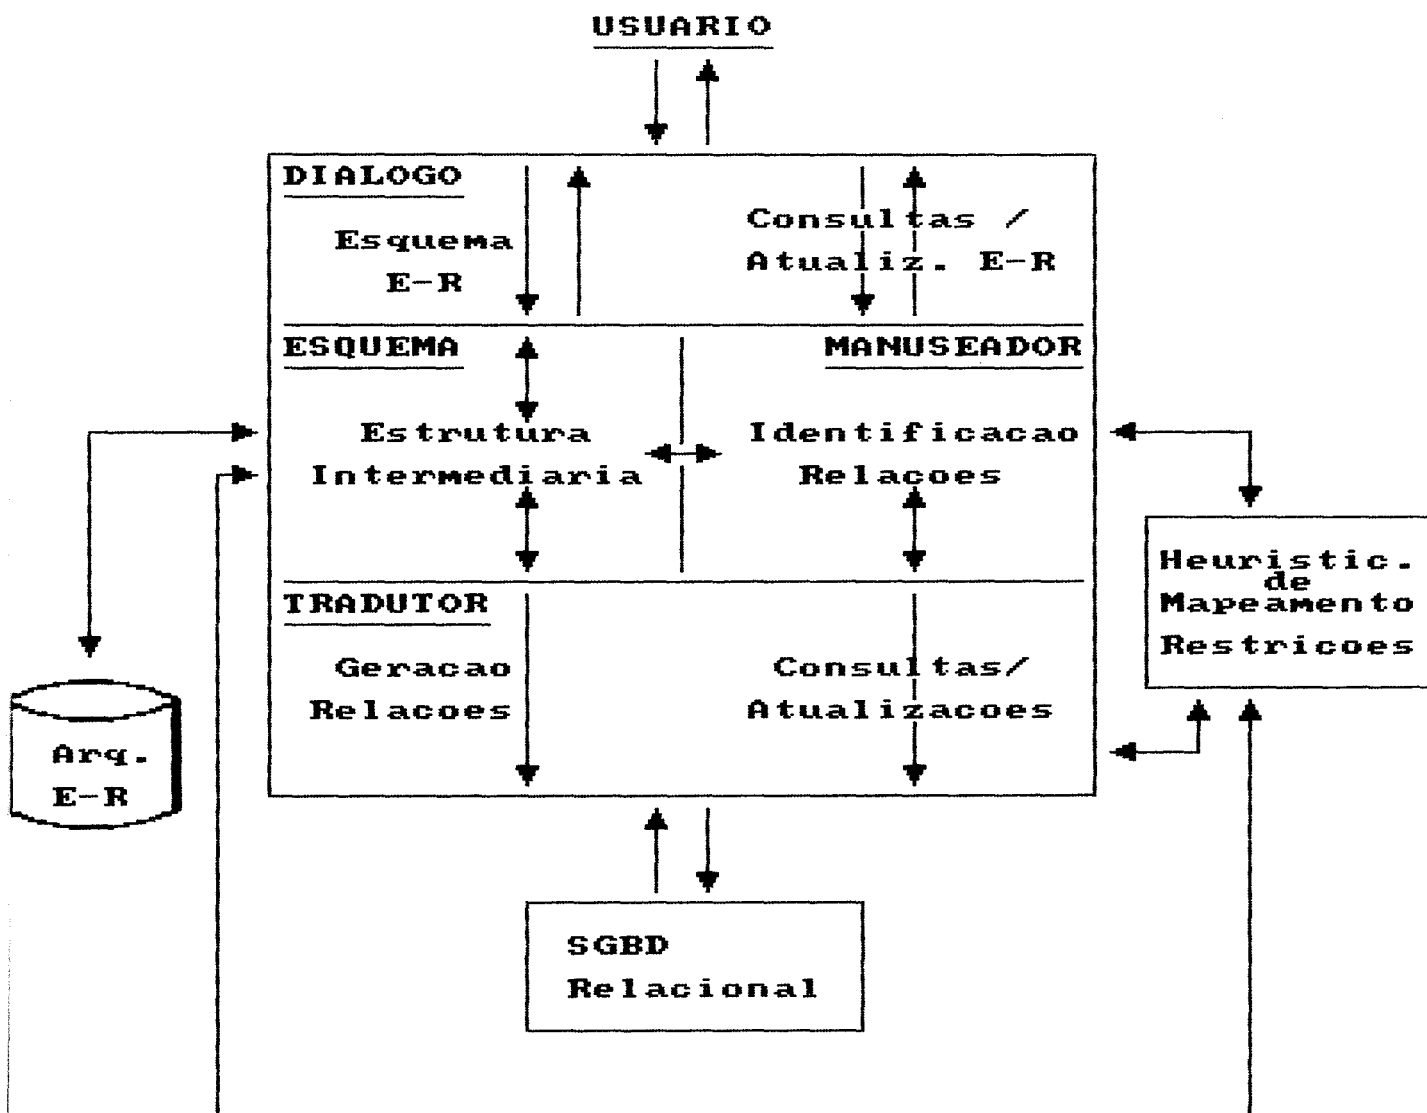 USUARIO
DIALOGO
Esquema
E-R
Consultas /
Atualiz. E-R
ESQUEMA
MANUSEADOR
Estrutura
Intermediaria
Identificacao
Relacoes
Heuristic.
de
Mapeamento
Restricoes
TRADUTOR
Geracao
Relacoes
Consultas/
Atualizacoes
Arq.
E-R
SGBD
Relacional